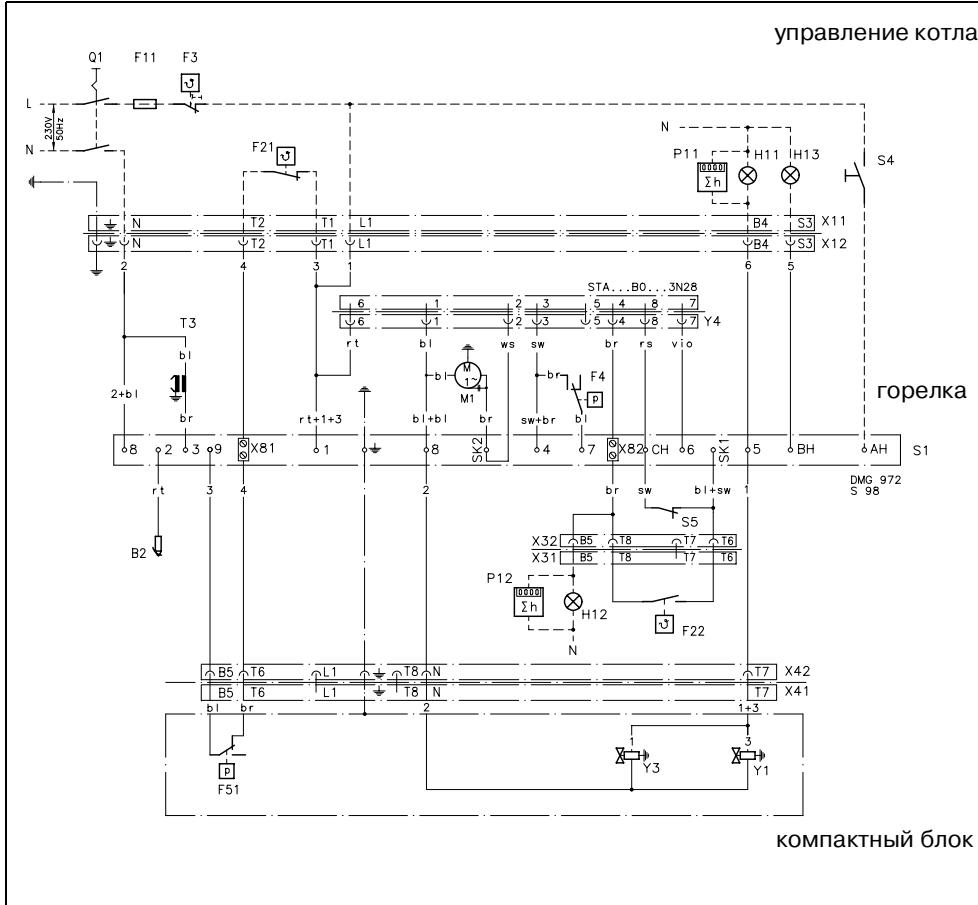 управление котла
Q1 F11 F3
L
230V
50Hz
N
F21
N
P11 H11 H13
S4
Σh
N T2 T1 L1 B4 S3 X11
N T2 T1 L1 B4 S3 X12
2 4 3 1 6 5
STA...BO...3N28
6 1 2 3 5 4 8 7
6 1 2 3 5 4 8 7 Y4
T3
rt bl ws sw br rs vio
bl
bl M 1~ M1
br F4
p
горелка
2+bl br rt+1+3 bl+bl br sw+br bl
8 2 3 9 X81 1 8 SK2 4 7 X82 CH 6 SK1 5 BH AH S1
DMG 972
S 98
rt 3 4 2 br sw bl+sw 1
S5
B2
X32 B5 T8 T7 T6
X31 B5 T8 T7 T6
P12
Σh
H12
F22
N
B5 T6 L1 T8 N T7 X42
B5 T6 L1 T8 N T7 X41
bl br 2 1+3
1 3
p
Y3 Y1
F51
компактный блок